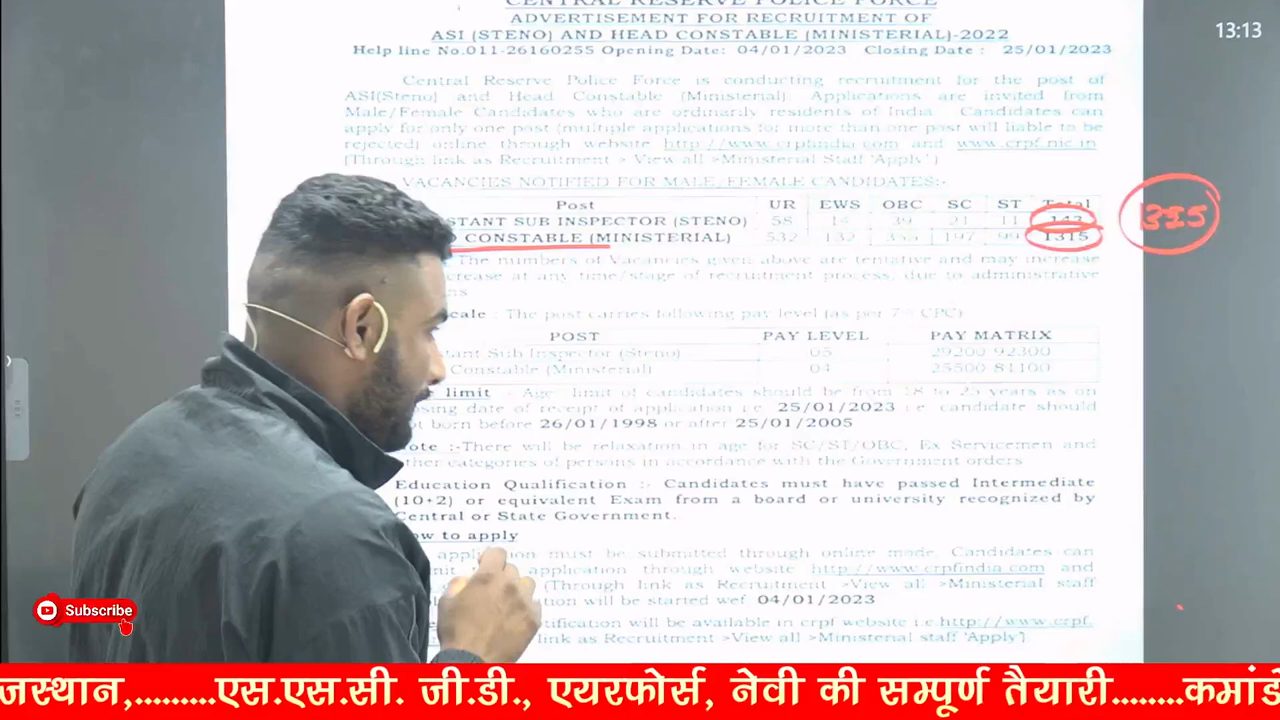 CENTRAL RESERVE POLICE FORCE
ADVERTISEMENT FOR RECRUITMENT OF
ASI (STENO) AND HEAD CONSTABLE (MINISTERIAL)-2022
Help line No.011-26160255 Opening Date: 04/01/2023 Closing Date : 25/01/2023
13:13
Central Reserve Police Force is conducting recruitment for the post of
ASI(Steno) and Head Constable (Ministerial) Applications are invited from
Male/Female Candidates who are ordinarily residents of India Candidates can
apply for only one post (multiple applications for more than one post will liable to be
rejected) online through website http://www.crpfindia.com and www.crpf.nic.in
(Through link as Recruitment > View all >Ministerial Staff 'Apply')
VACANCIES NOTIFIED FOR MALE/FEMALE CANDIDATES:-
Post UR EWS OBC SC ST Total
STANT SUB INSPECTOR (STENO) 58 14 39 21 11 143
CONSTABLE (MINISTERIAL) 532 132 355 197 99 1315
The numbers of Vacancies given above are tentative and may increase
crease at any time/stage of recruitment process, due to administrative
ns
scale : The post carries following pay level (as per 7th CPC)
POST PAY LEVEL PAY MATRIX
tant Sub Inspector (Steno) 05 29200-92300
Constable (Ministerial) 04 25500-81100
limit - Age limit of candidates should be from 18 to 25 years as on
sing date of receipt of application i.e. 25/01/2023 i.e candidate should
ot born before 26/01/1998 or after 25/01/2005
Note :-There will be relaxation in age for SC/ST/OBC, Ex Servicemen and
ther categories of persons in accordance with the Government orders
Education Qualification :- Candidates must have passed Intermediate
(10+2) or equivalent Exam from a board or university recognized by
Central or State Government.
ow to apply
application must be submitted through online mode. Candidates can
application through website http://www.crpfindia.com and
(Through link as Recruitment >View all >Ministerial staff
ation will be started wef 04/01/2023
tification will be available in crpf website i.e.http://www.crpf.
link as Recruitment >View all >Ministerial staff 'Apply'].
Subscribe
जस्थान,.........एस.एस.सी. जी.डी., एयरफोर्स, नेवी की सम्पूर्ण तैयारी........कमांडे